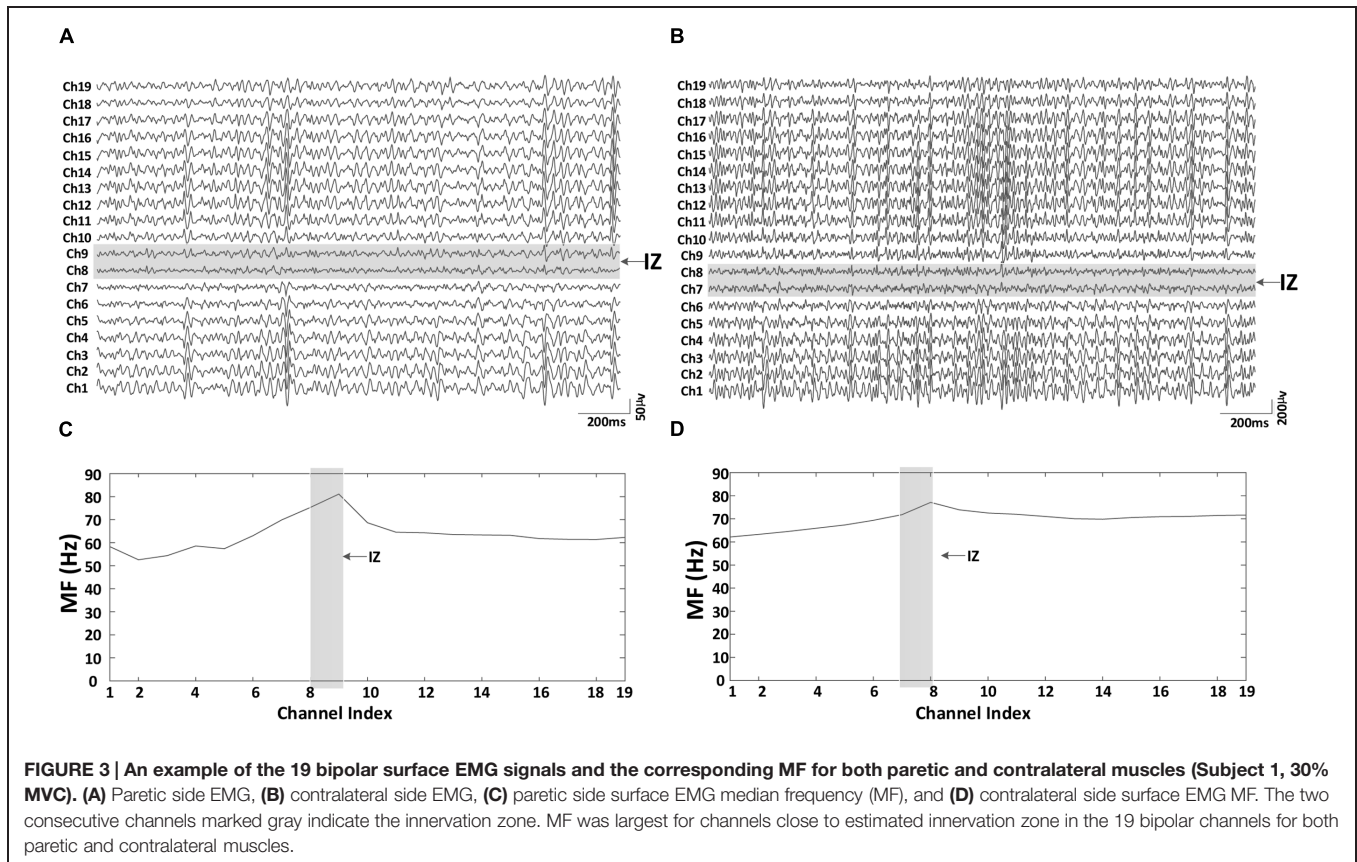 A
Ch19
Ch18
Ch17
Ch16
Ch15
Ch14
Ch13
Ch12
Ch11
Ch10
Ch9
Ch8
Ch7
Ch6
Ch5
Ch4
Ch3
Ch2
Ch1
IZ
200ms
50μv
B
Ch19
Ch18
Ch17
Ch16
Ch15
Ch14
Ch13
Ch12
Ch11
Ch10
Ch9
Ch8
Ch7
Ch6
Ch5
Ch4
Ch3
Ch2
Ch1
IZ
200ms
200μv
C
MF (Hz)
90
80
70
60
50
40
30
20
10
0
IZ
1 2 4 6 8 10 12 14 16 18 19
Channel Index
D
MF (Hz)
90
80
70
60
50
40
30
20
10
0
IZ
1 2 4 6 8 10 12 14 16 18 19
Channel Index
FIGURE 3 | An example of the 19 bipolar surface EMG signals and the corresponding MF for both paretic and contralateral muscles (Subject 1, 30%
MVC). (A) Paretic side EMG, (B) contralateral side EMG, (C) paretic side surface EMG median frequency (MF), and (D) contralateral side surface EMG MF. The two
consecutive channels marked gray indicate the innervation zone. MF was largest for channels close to estimated innervation zone in the 19 bipolar channels for both
paretic and contralateral muscles.